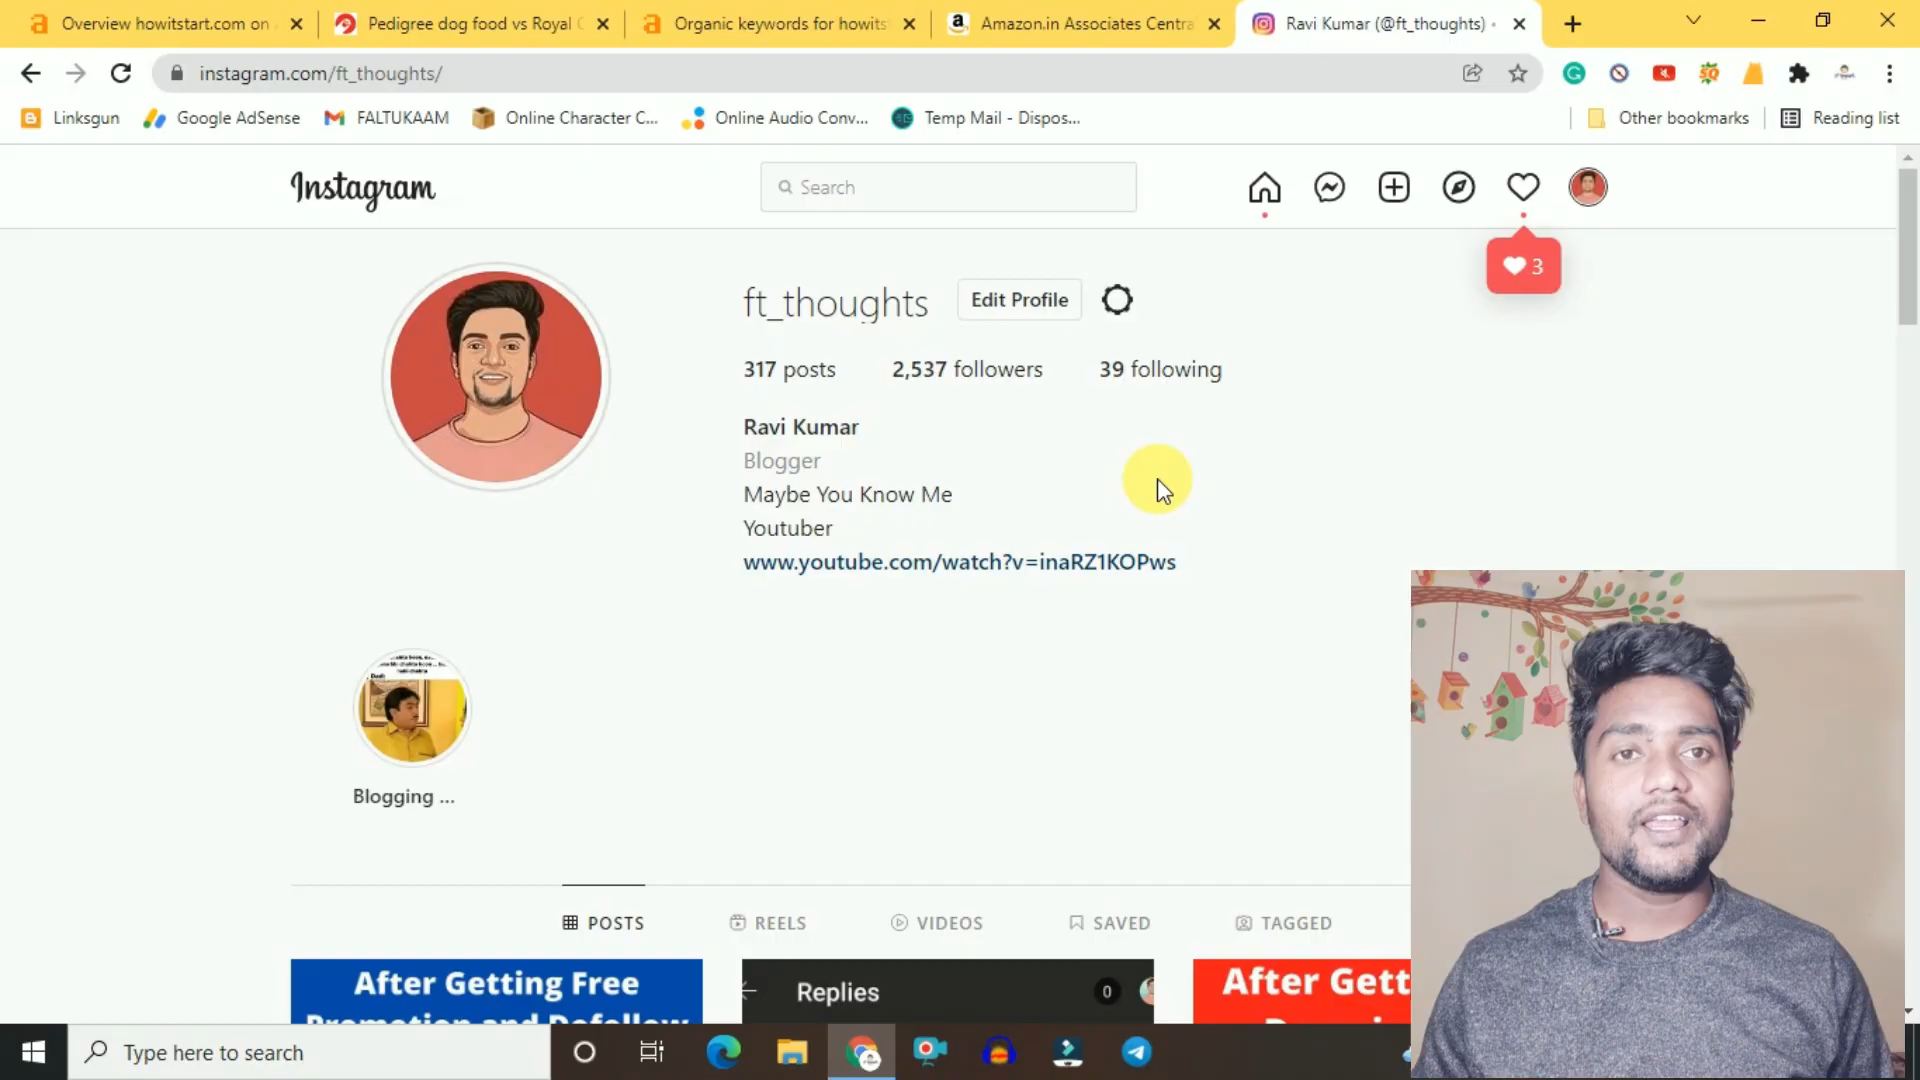 Overview howitstart.com on
Pedigree dog food vs Royal C
Organic keywords for howits
Amazon.in Associates Centra
Ravi Kumar (@ft_thoughts) •
instagram.com/ft_thoughts/
Linksgun
Google AdSense
FALTUKAAM
Online Character C...
Online Audio Conv...
Temp Mail - Dispos...
Other bookmarks
Reading list
Instagram
Search
3
ft_thoughts
Edit Profile
317 posts
2,537 followers
39 following
Ravi Kumar
Blogger
Maybe You Know Me
Youtuber
www.youtube.com/watch?v=inaRZ1KOPws
Blogging ...
POSTS
REELS
VIDEOS
SAVED
TAGGED
After Getting Free
Promotion and Dofollow
Replies
0
After Gett
Type here to search